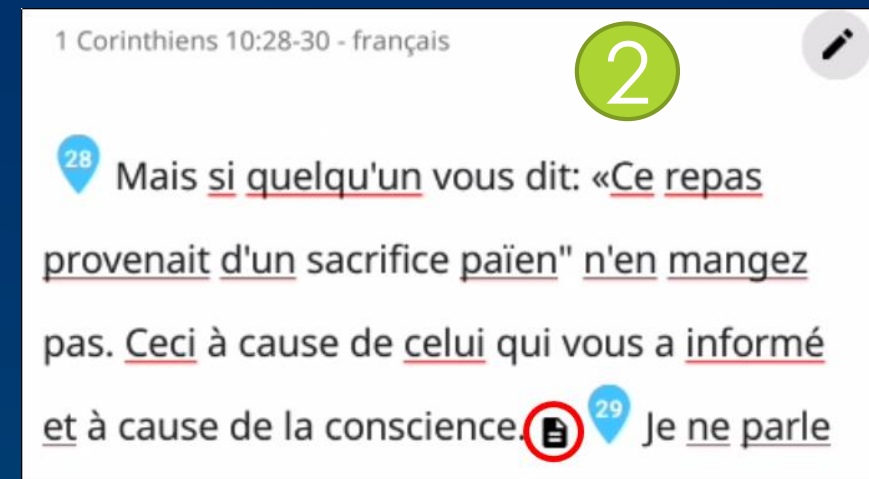 1 Corinthiens 10:28-30 - français
2
28 Mais si quelqu'un vous dit: «Ce repas
provenait d'un sacrifice païen" n'en mangez
pas. Ceci à cause de celui qui vous a informé
et à cause de la conscience. 29 Je ne parle